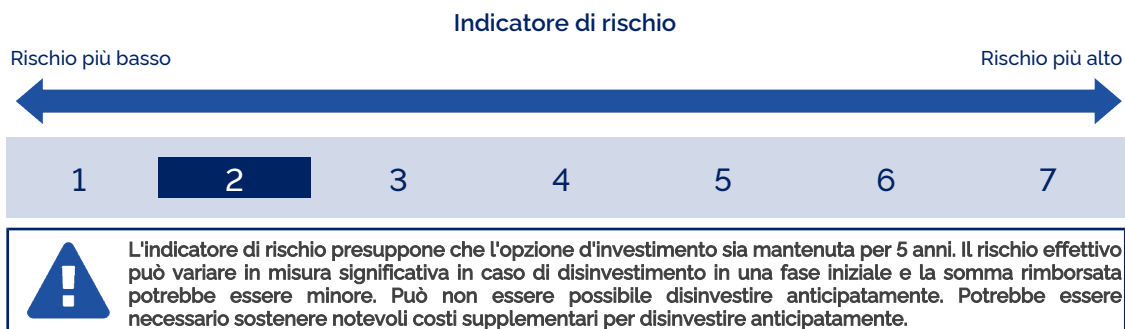 Indicatore di rischio
Rischio più basso
Rischio più alto
1 2 3 4 5 6 7
L'indicatore di rischio presuppone che l'opzione d'investimento sia mantenuta per 5 anni. Il rischio effettivo
può variare in misura significativa in caso di disinvestimento in una fase iniziale e la somma rimborsata
potrebbe essere minore. Può non essere possibile disinvestire anticipatamente. Potrebbe essere
necessario sostenere notevoli costi supplementari per disinvestire anticipatamente.